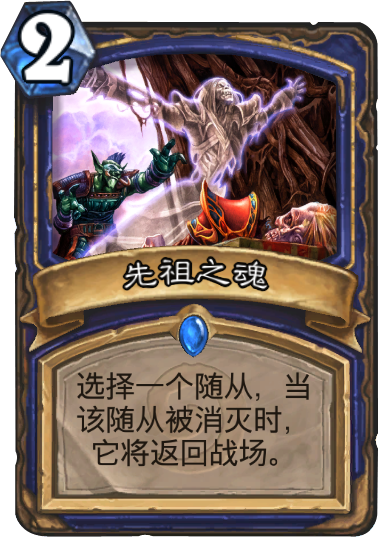 2
先祖之魂
选择一个随从，当
该随从被消灭时，
它将返回战场。